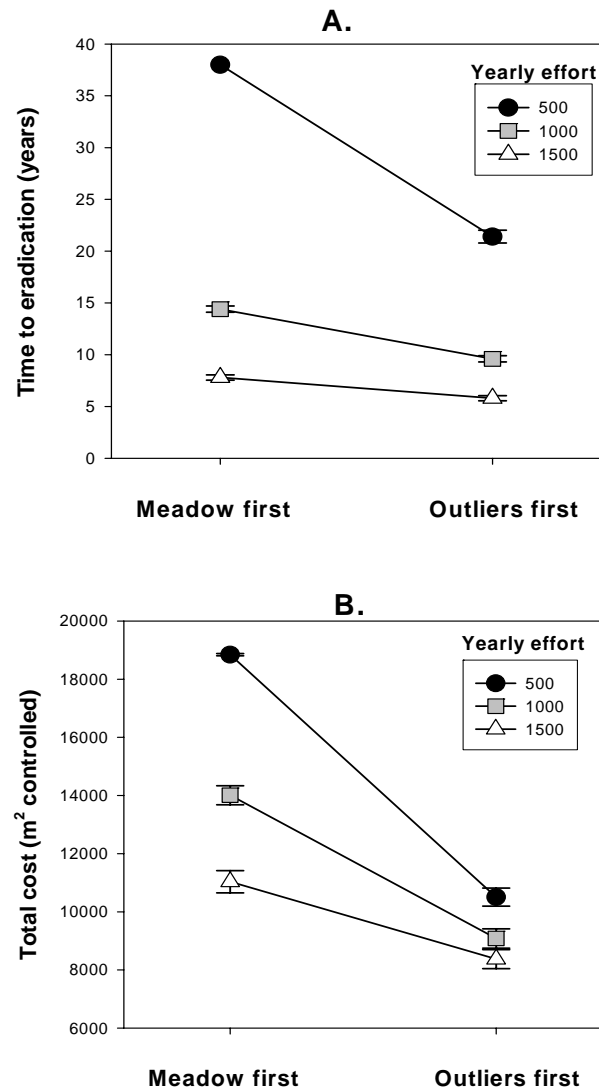 A.
Time to eradication (years)
40
35
30
25
20
15
10
5
0
Yearly effort
500
1000
1500
Meadow first
Outliers first
B.
Total cost (m² controlled)
20000
18000
16000
14000
12000
10000
8000
6000
Yearly effort
500
1000
1500
Meadow first
Outliers first